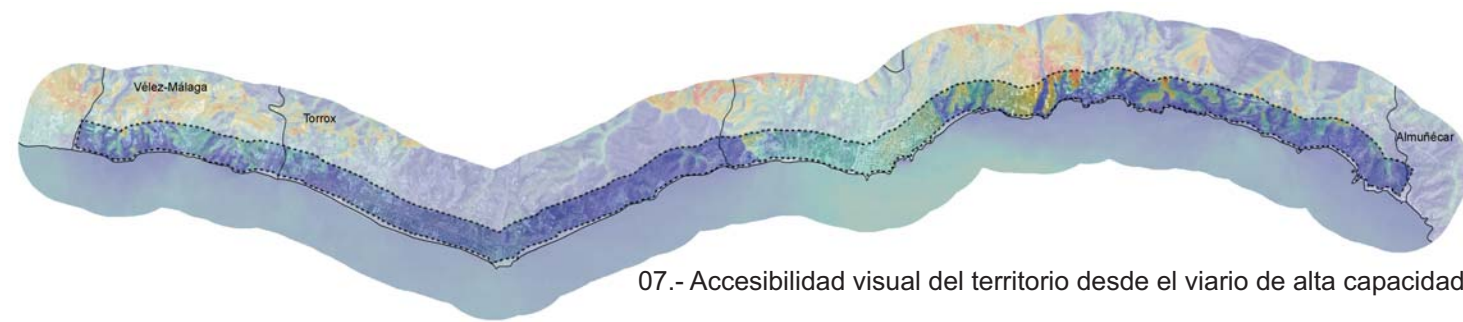 Vélez-Málaga
Torrox
Almuñécar
07.- Accesibilidad visual del territorio desde el viario de alta capacidad